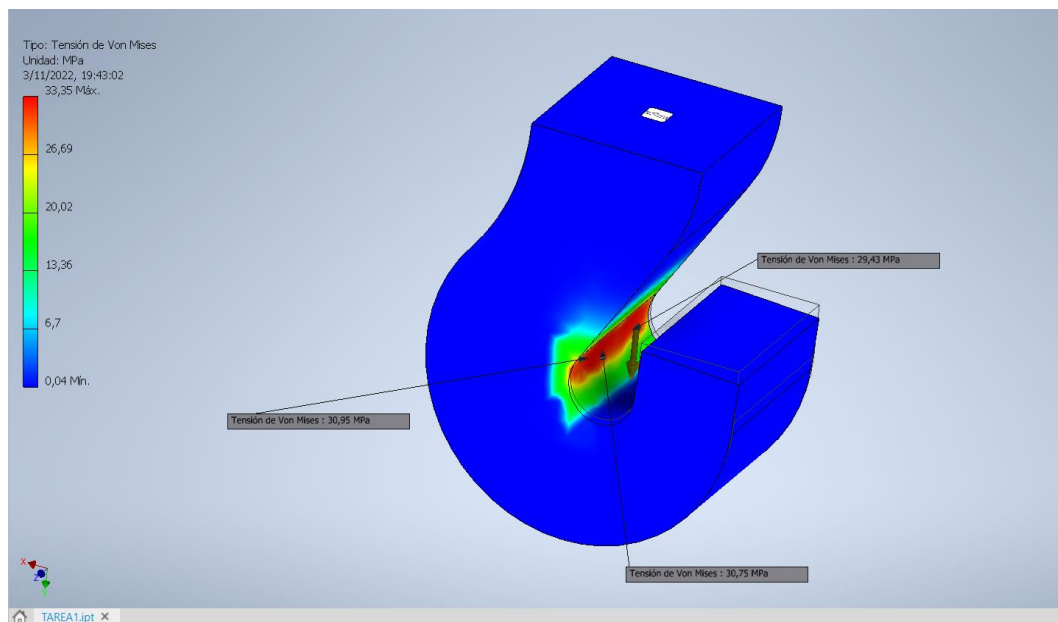 Tipo: Tensión de Von Mises
Unidad: MPa
3/11/2022, 19:43:02
33,35 Máx.
26,69
20,02
13,36
6,7
0,04 Mín.
Tensión de Von Mises : 29,43 MPa
Tensión de Von Mises : 30,95 MPa
Tensión de Von Mises : 30,75 MPa
X
Z
Y
TAREA1.ipt